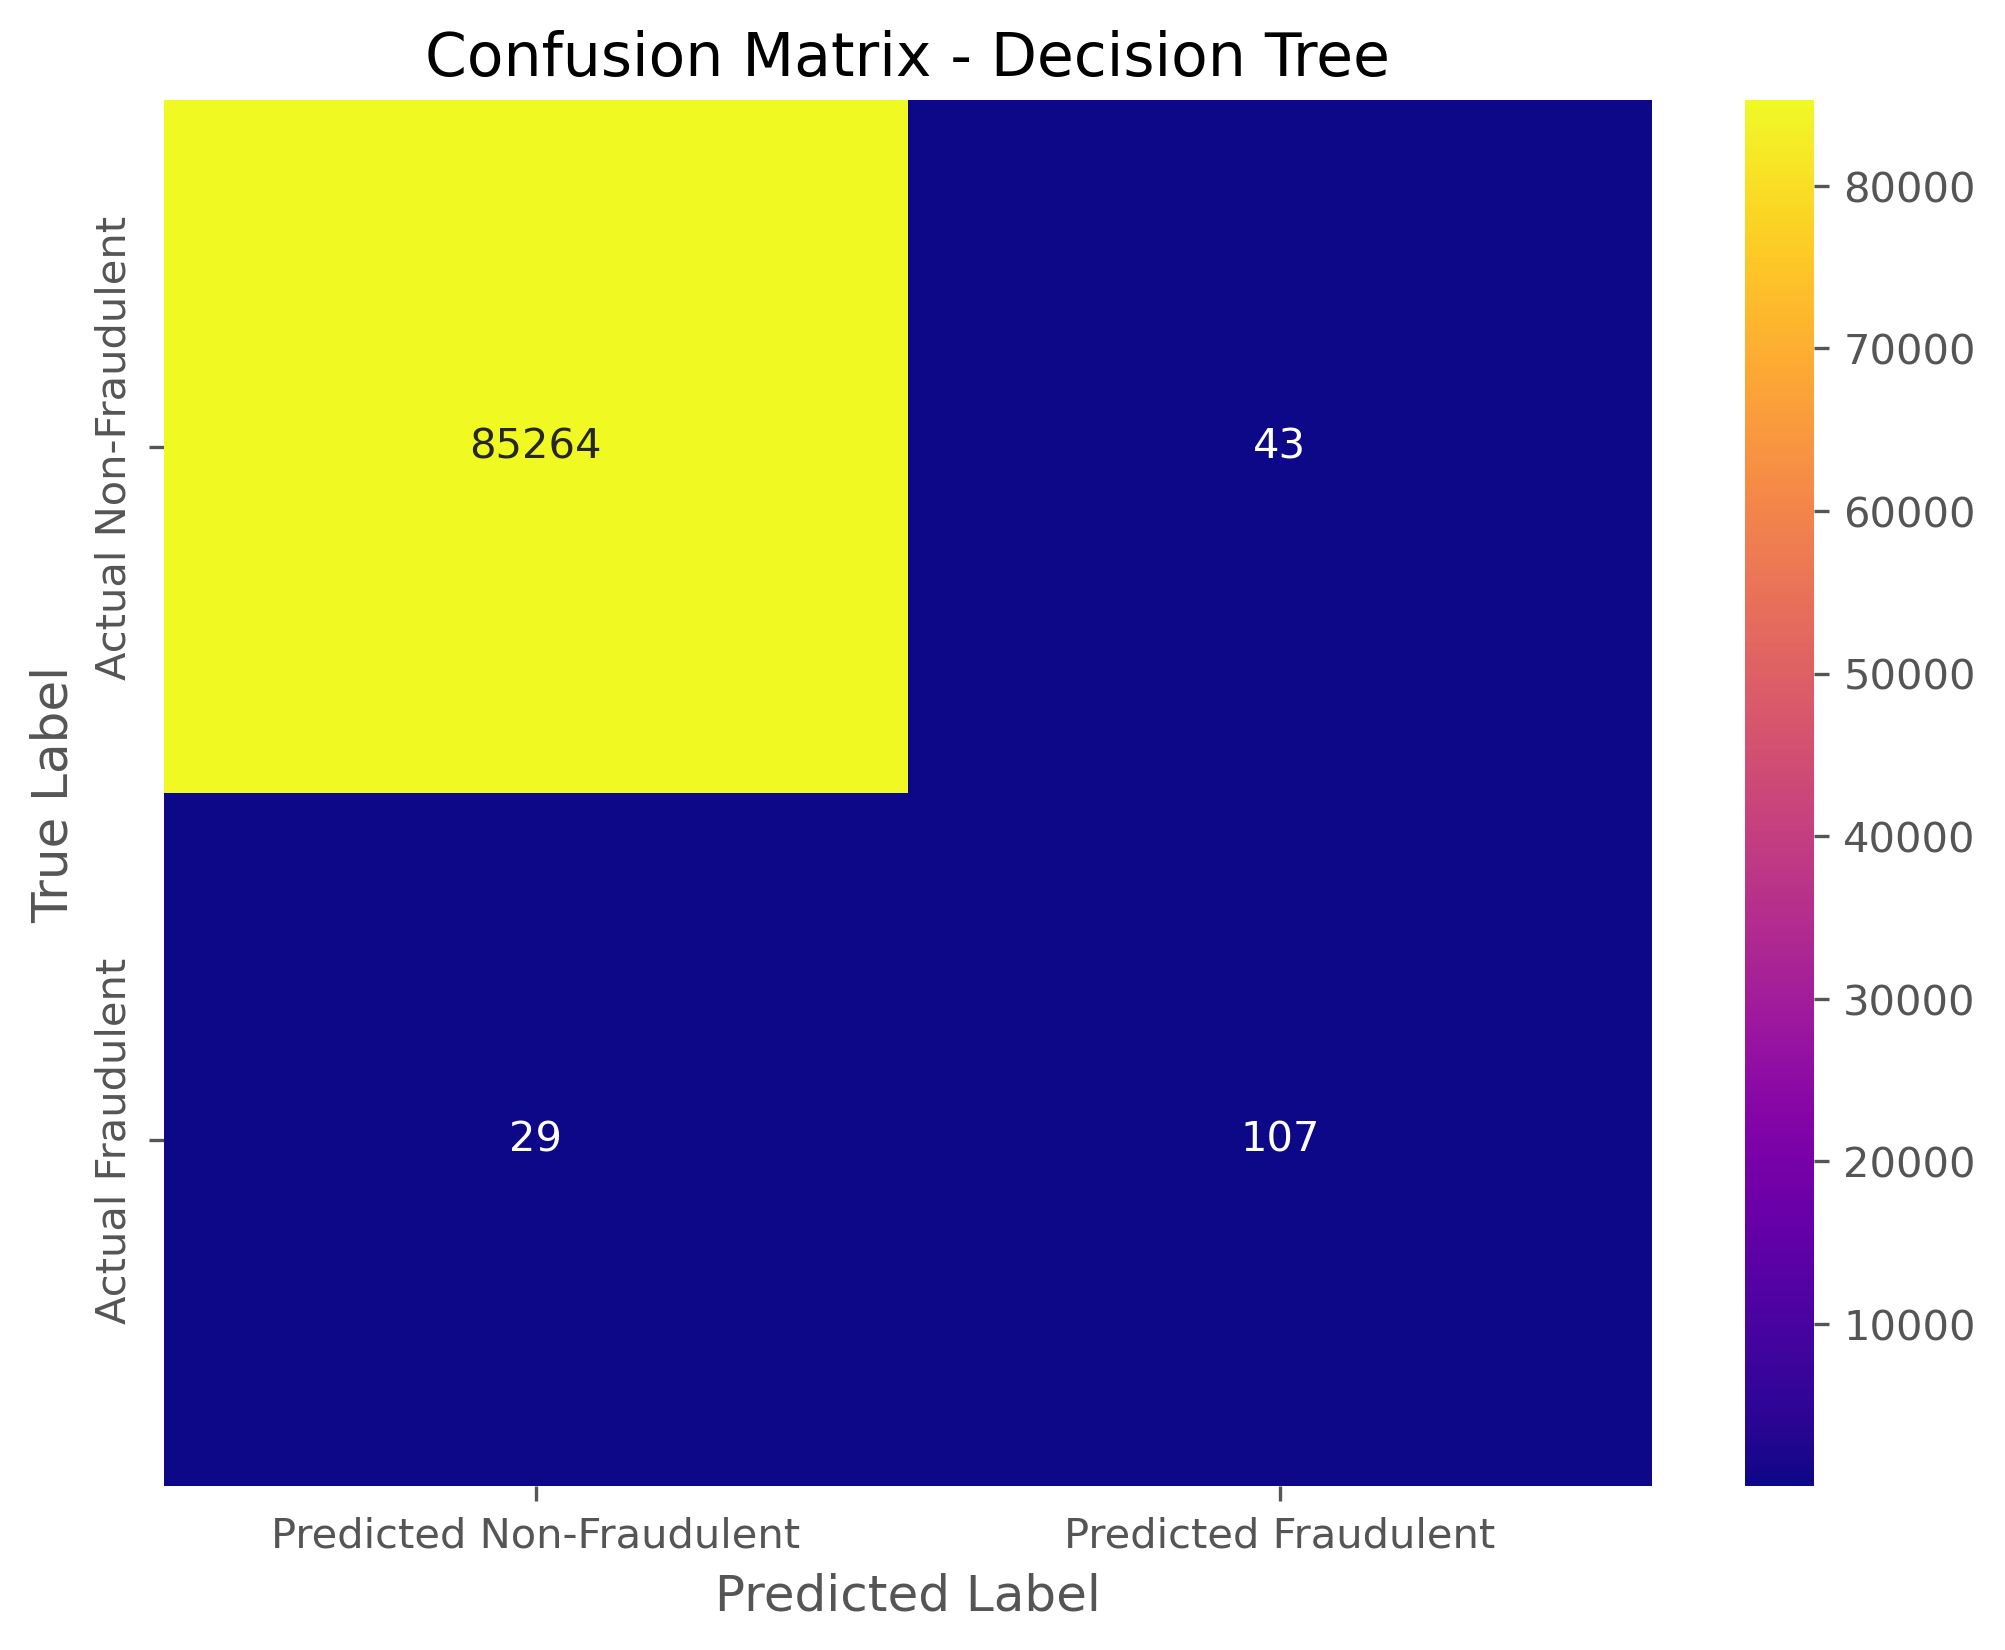 Confusion Matrix - Decision Tree
True Label
Actual Non-Fraudulent
Actual Fraudulent
85264
43
29
107
Predicted Non-Fraudulent
Predicted Fraudulent
Predicted Label
80000
70000
60000
50000
40000
30000
20000
10000